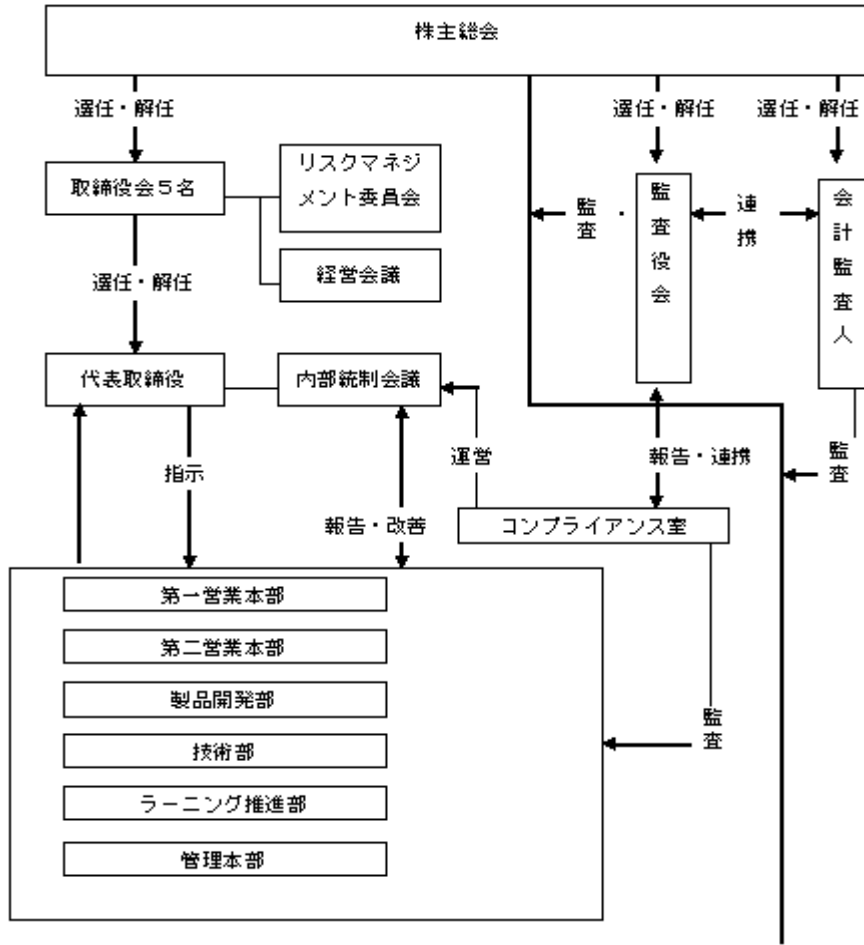 株主総会
選任・解任
選任・解任
選任・解任
取締役会５名
リスクマネジ
メント委員会
監査
監査役会
連携
会計監査人
経営会議
選任・解任
代表取締役
内部統制会議
指示
運営
報告・連携
監査
報告・改善
コンプライアンス室
第一営業本部
第二営業本部
製品開発部
監査
技術部
ラーニング推進部
管理本部